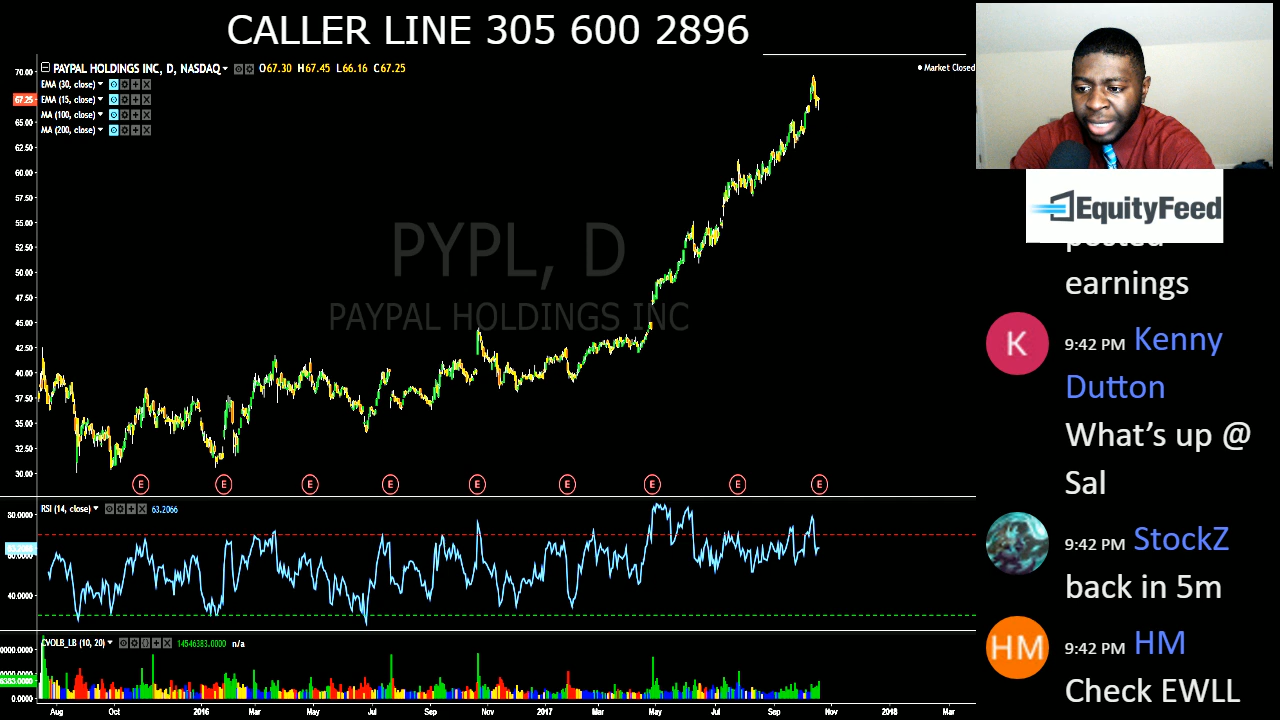 CALLER LINE 305 600 2896
PAYPAL HOLDINGS INC, D, NASDAQ O67.30 H67.45 L66.16 C67.25
Market Closed
EMA (30, close)
EMA (15, close)
MA (100, close)
MA (200, close)
70.00
67.25
65.00
62.50
60.00
57.50
55.00
52.50
50.00
47.50
45.00
42.50
40.00
37.50
35.00
32.50
30.00
PYPL, D
PAYPAL HOLDINGS INC
E E E E E E E E E
RSI (14, close) 63.2066
80.0000
60.0000
40.0000
CVOLB_LB (10, 20) 14546383.0000 n/a
0.0000
Aug Oct 2016 Mar May Jul Sep Nov 2017 Mar May Jul Sep Nov 2018 Mar
EquityFeed
posted
earnings
K
9:42 PM Kenny
Dutton
What's up @
Sal
9:42 PM StockZ
back in 5m
HM
9:42 PM HM
Check EWLL